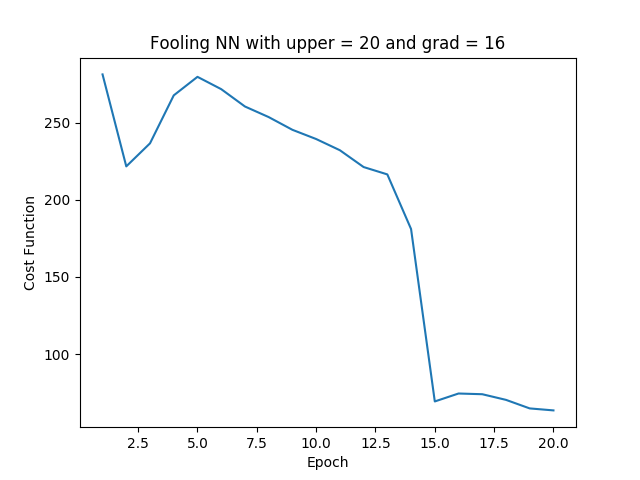 Fooling NN with upper = 20 and grad = 16
250
200
150
100
Cost Function
2.5 5.0 7.5 10.0 12.5 15.0 17.5 20.0
Epoch